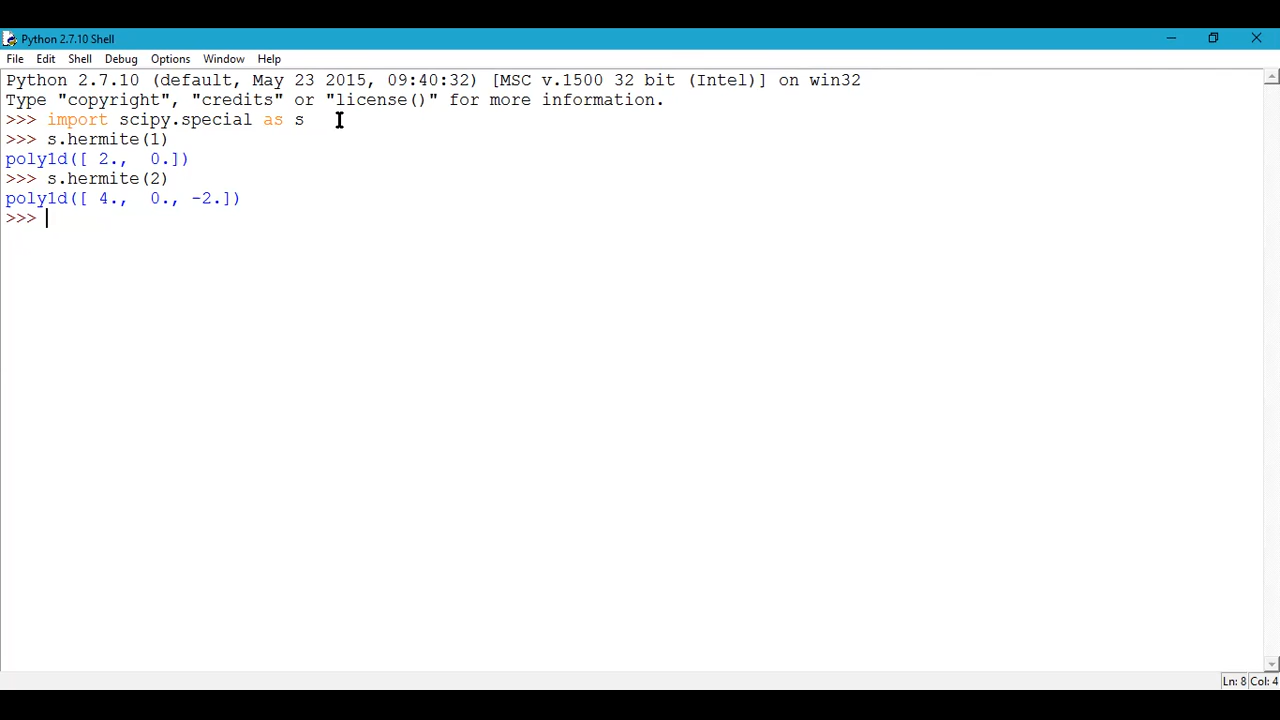 Python 2.7.10 Shell
File Edit Shell Debug Options Window Help
Python 2.7.10 (default, May 23 2015, 09:40:32) [MSC v.1500 32 bit (Intel)] on win32
Type "copyright", "credits" or "license()" for more information.
>>> import scipy.special as s
>>> s.hermite(1)
poly1d([ 2.,  0.])
>>> s.hermite(2)
poly1d([ 4.,  0., -2.])
>>>
Ln: 8 Col: 4